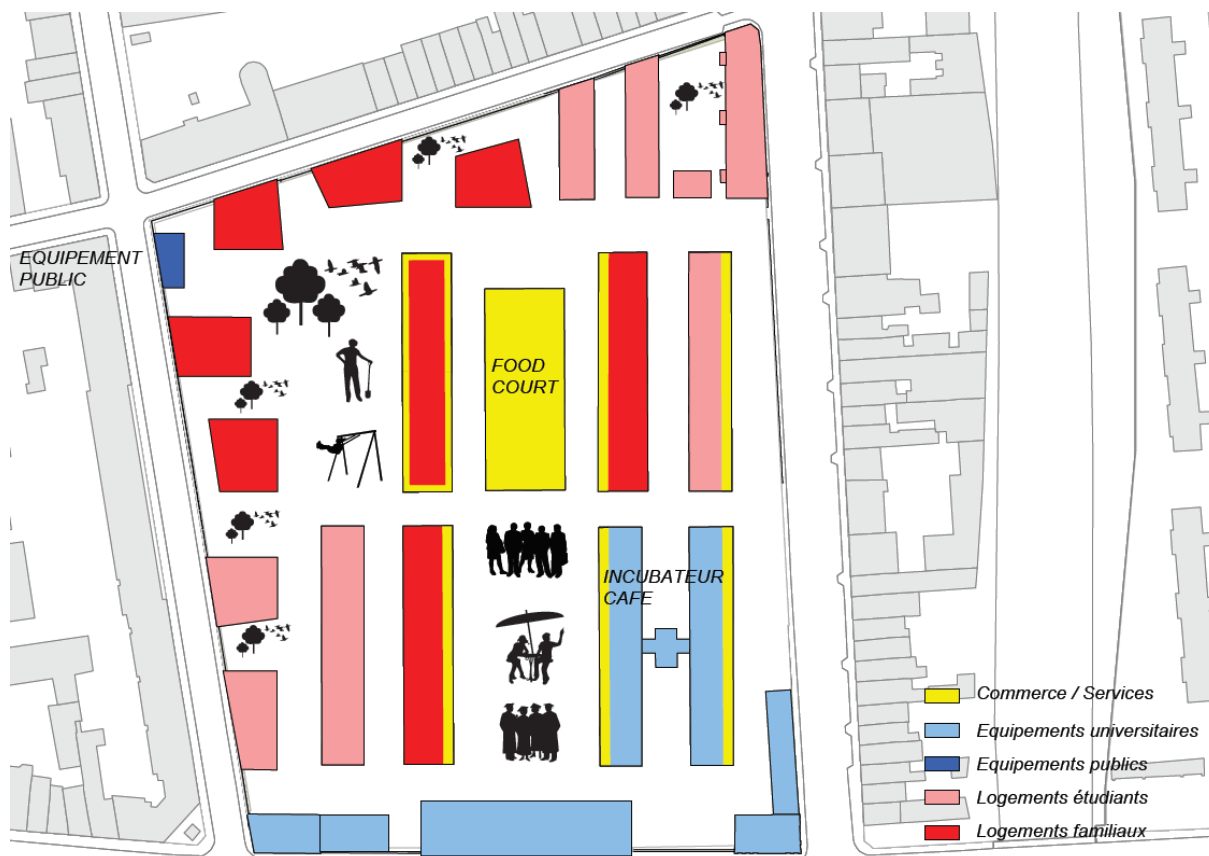 EQUIPEMENT
PUBLIC
FOOD
COURT
INCUBATEUR
CAFE
Commerce / Services
Equipements universitaires
Equipements publics
Logements étudiants
Logements familiaux